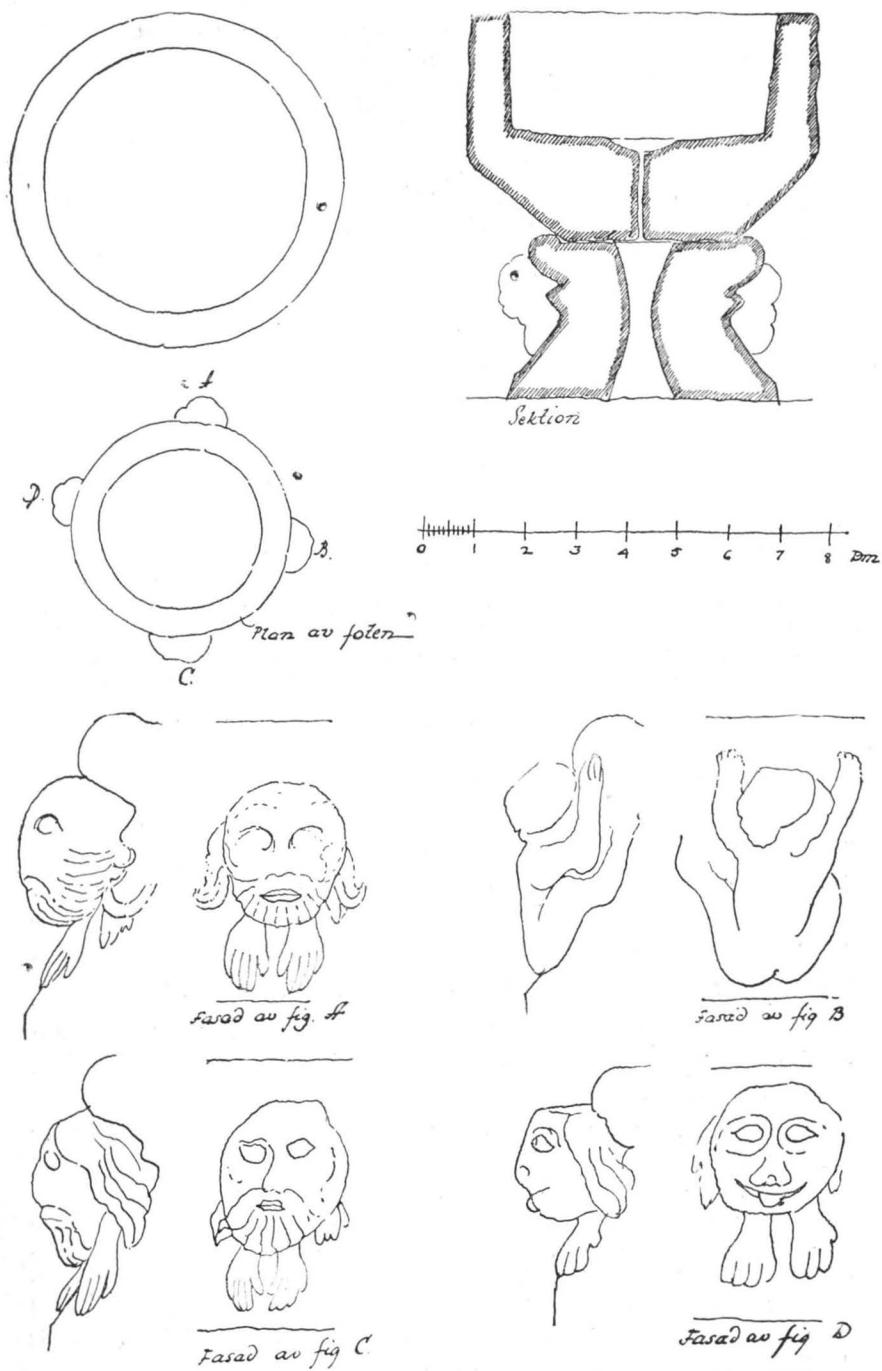 Sektion
A
D.
B.
C.
Plan av foten
0 1 2 3 4 5 6 7 8 Dm
Fasad av fig. A
Fasad av fig B
Fasad av fig C.
Fasad av fig D